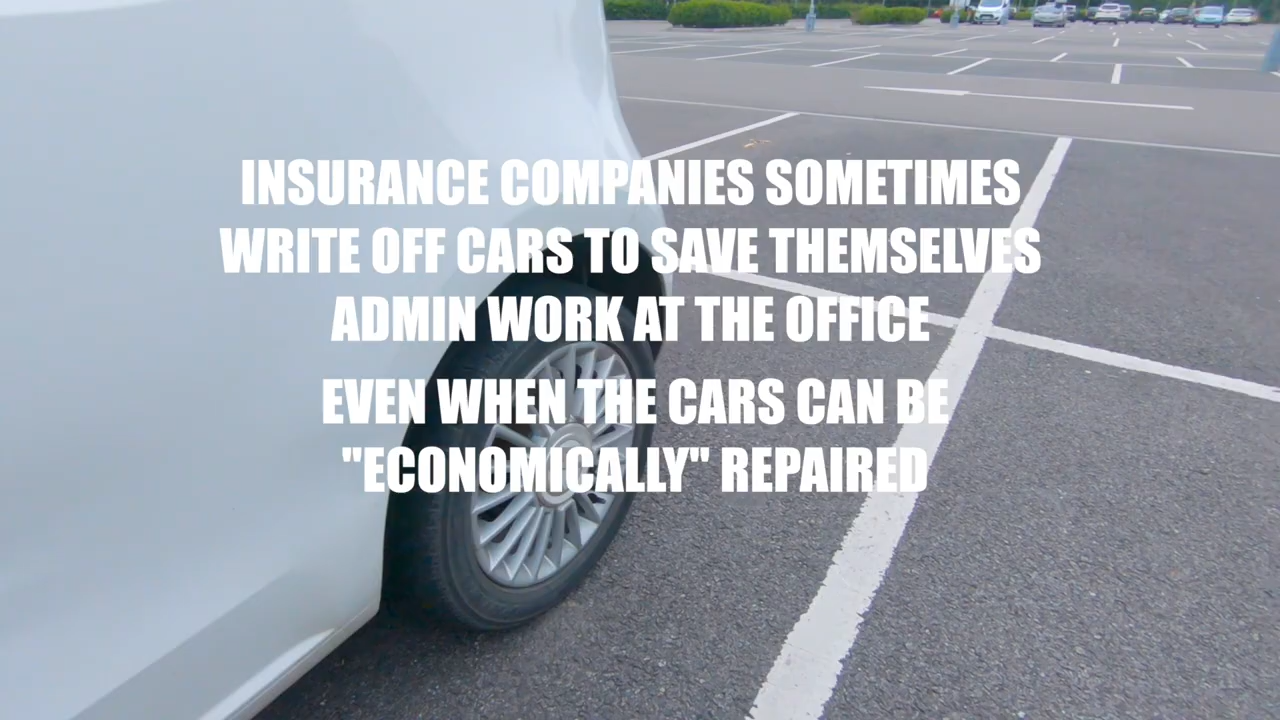 INSURANCE COMPANIES SOMETIMES
WRITE OFF CARS TO SAVE THEMSELVES
ADMIN WORK AT THE OFFICE
EVEN WHEN THE CARS CAN BE
"ECONOMICALLY" REPAIRED